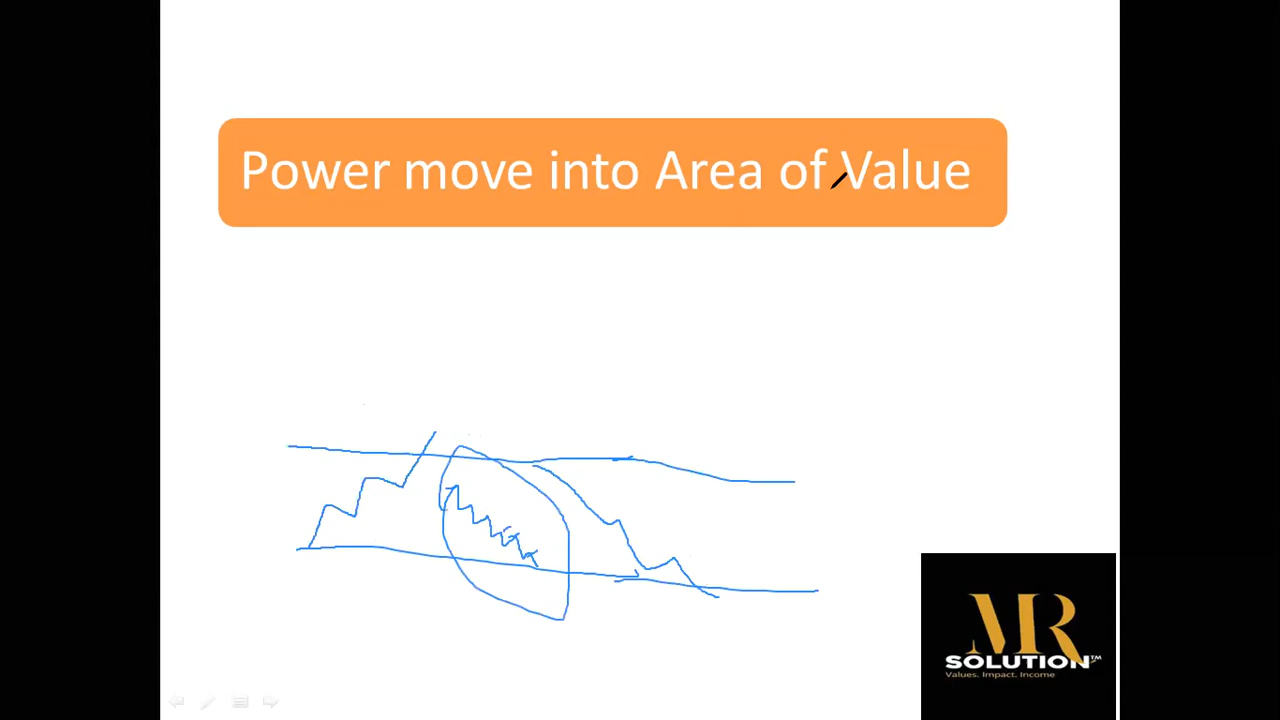 Power move into Area of Value
MR
SOLUTION™
Values. Impact. Income